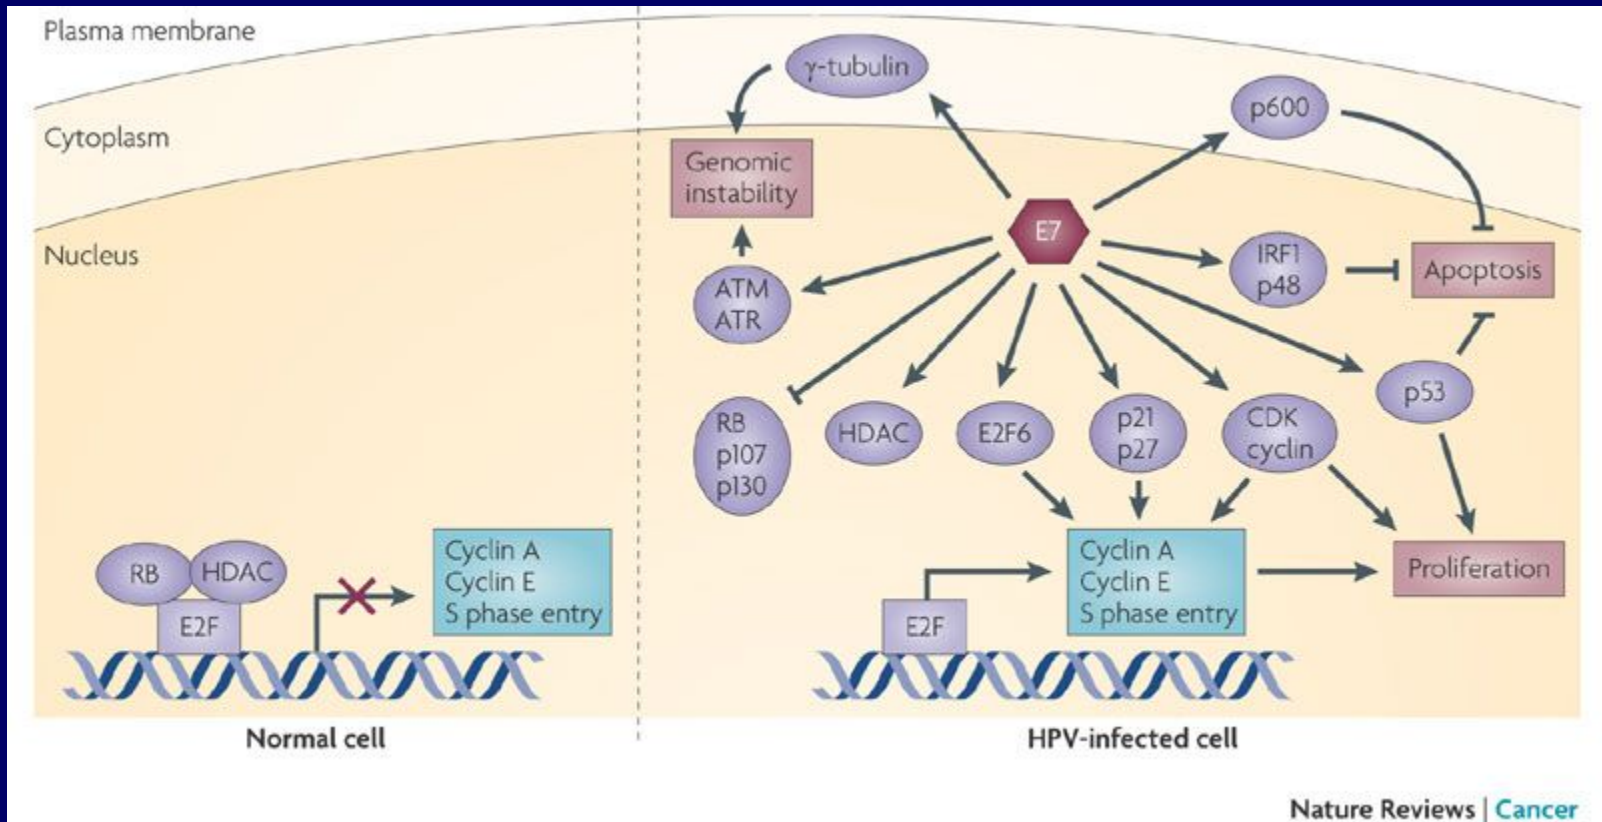 Plasma membrane
Cytoplasm
Nucleus
RB
HDAC
E2F
Cyclin A
Cyclin E
S phase entry
Normal cell
γ-tubulin
p600
Genomic
instability
E7
IRF1
p48
Apoptosis
ATM
ATR
p53
RB
p107
p130
HDAC
E2F6
p21
p27
CDK
cyclin
E2F
Cyclin A
Cyclin E
S phase entry
Proliferation
HPV-infected cell
Nature Reviews | Cancer